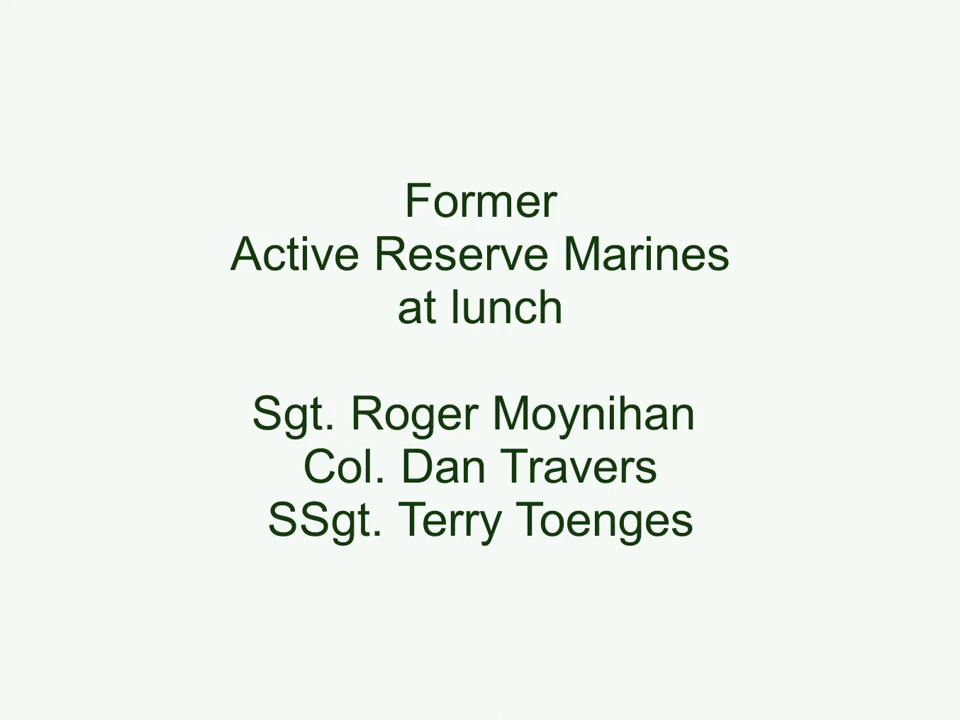 Former
Active Reserve Marines
at lunch
Sgt. Roger Moynihan
Col. Dan Travers
SSgt. Terry Toenges